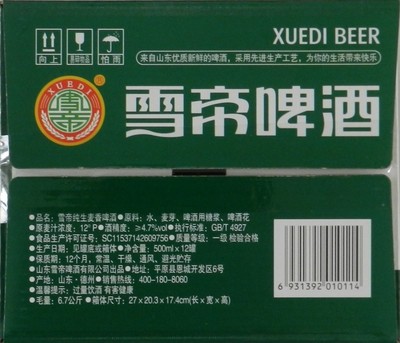 XUEDI BEER
向上 易碎物品 怕雨
来自山东优质新鲜的啤酒，采用先进生产工艺，为你的生活带来快乐
XUEDI
雪帝
雪帝啤酒
●品名：雪帝纯生麦香啤酒●原料：水、麦芽、啤酒用糖浆、啤酒花
●原麦汁浓度：12°P●酒精度：≥4.7%vol●执行标准：GB/T 4927
●食品生产许可证号：SC11537142609756●质量等级：一级 检验合格
●生产日期：见罐底或箱体●净含量：500ml×12罐
●保质期：12个月，常温、干燥、通风、避光贮存
●山东雪帝啤酒有限公司出品●地址：平原县恩城开发区6号
●产地：山东·德州●销售热线：400-180-8060
●温馨提示：过量饮酒 有害健康
●毛重：6.7公斤●箱体尺寸：27×20.3×17.4cm(长×宽×高)
6 931392 010114